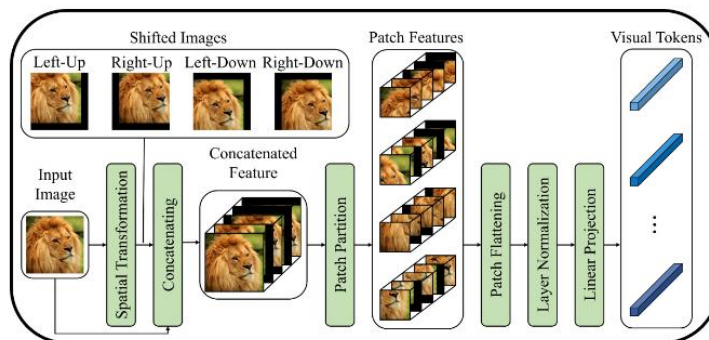 Shifted Images
Left-Up Right-Up Left-Down Right-Down
Input
Image
Spatial Transformation
Concatenating
Concatenated
Feature
Patch Partition
Patch Features
Patch Flattening
Layer Normalization
Linear Projection
Visual Tokens
...